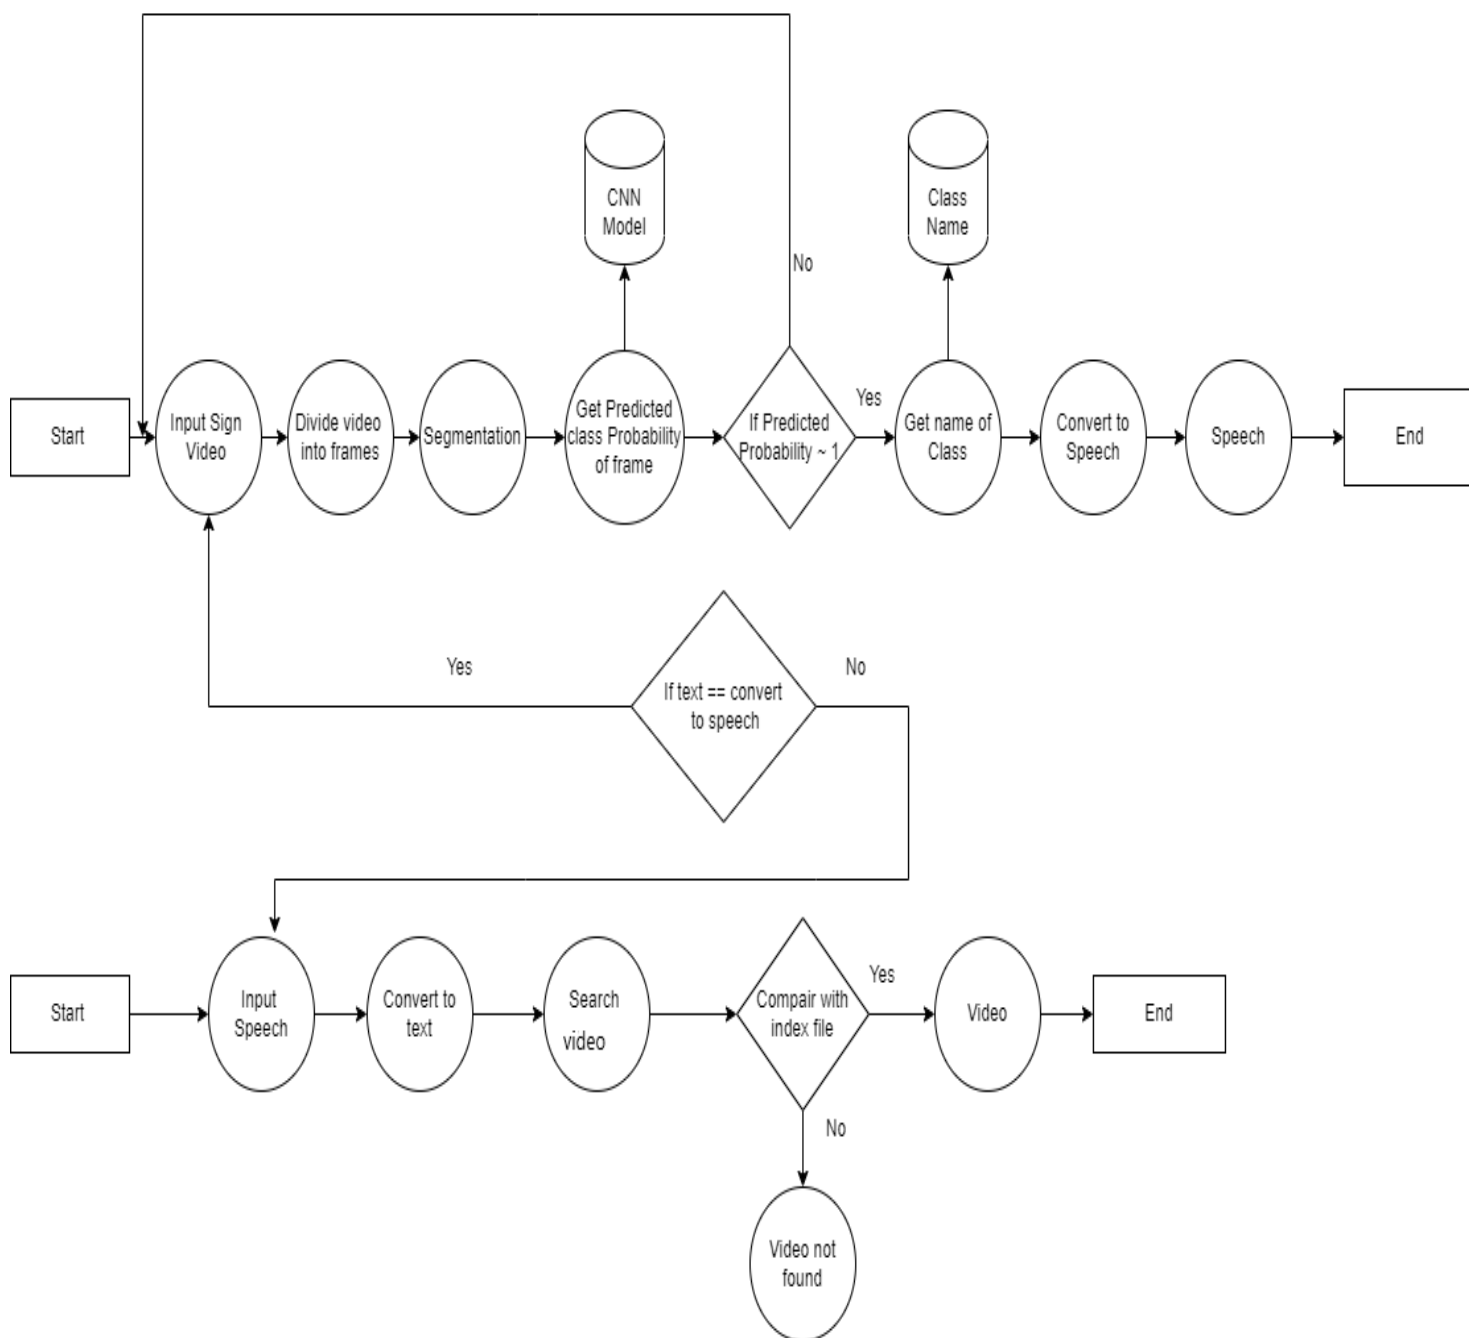 CNN
Model
Class
Name
No
Start
Input Sign
Video
Divide video
into frames
Segmentation
Get Predicted
class Probability
of frame
If Predicted
Probability ~ 1
Yes
Get name of
Class
Convert to
Speech
Speech
End
Yes
If text == convert
to speech
No
Start
Input
Speech
Convert to
text
Search
video
Compair with
index file
Yes
Video
End
No
Video not
found